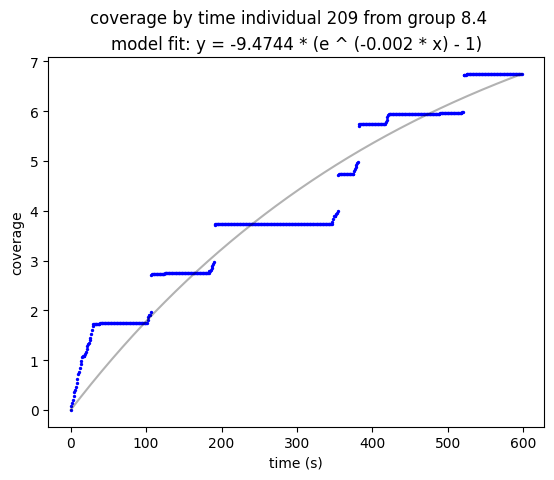 coverage by time individual 209 from group 8.4
model fit: y = -9.4744 * (e ^ (-0.002 * x) - 1)
7
6
5
4
3
2
1
0
coverage
0 100 200 300 400 500 600
time (s)